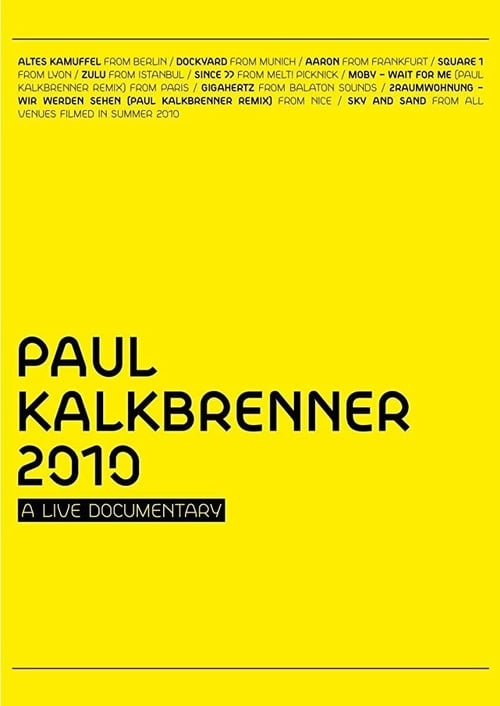 ALTES KAMUFFEL FROM BERLIN / DOCKYARD FROM MUNICH / AARON FROM FRANKFURT / SQUARE 1
FROM LYON / ZULU FROM ISTANBUL / SINCE 77 FROM MELT! PICKNICK / MOBY – WAIT FOR ME (PAUL
KALKBRENNER REMIX) FROM PARIS / GIGAHERTZ FROM BALATON SOUNDS / 2RAUMWOHNUNG –
WIR WERDEN SEHEN (PAUL KALKBRENNER REMIX) FROM NICE / SKY AND SAND FROM ALL
VENUES FILMED IN SUMMER 2010
PAUL
KALKBRENNER
2010
A LIVE DOCUMENTARY